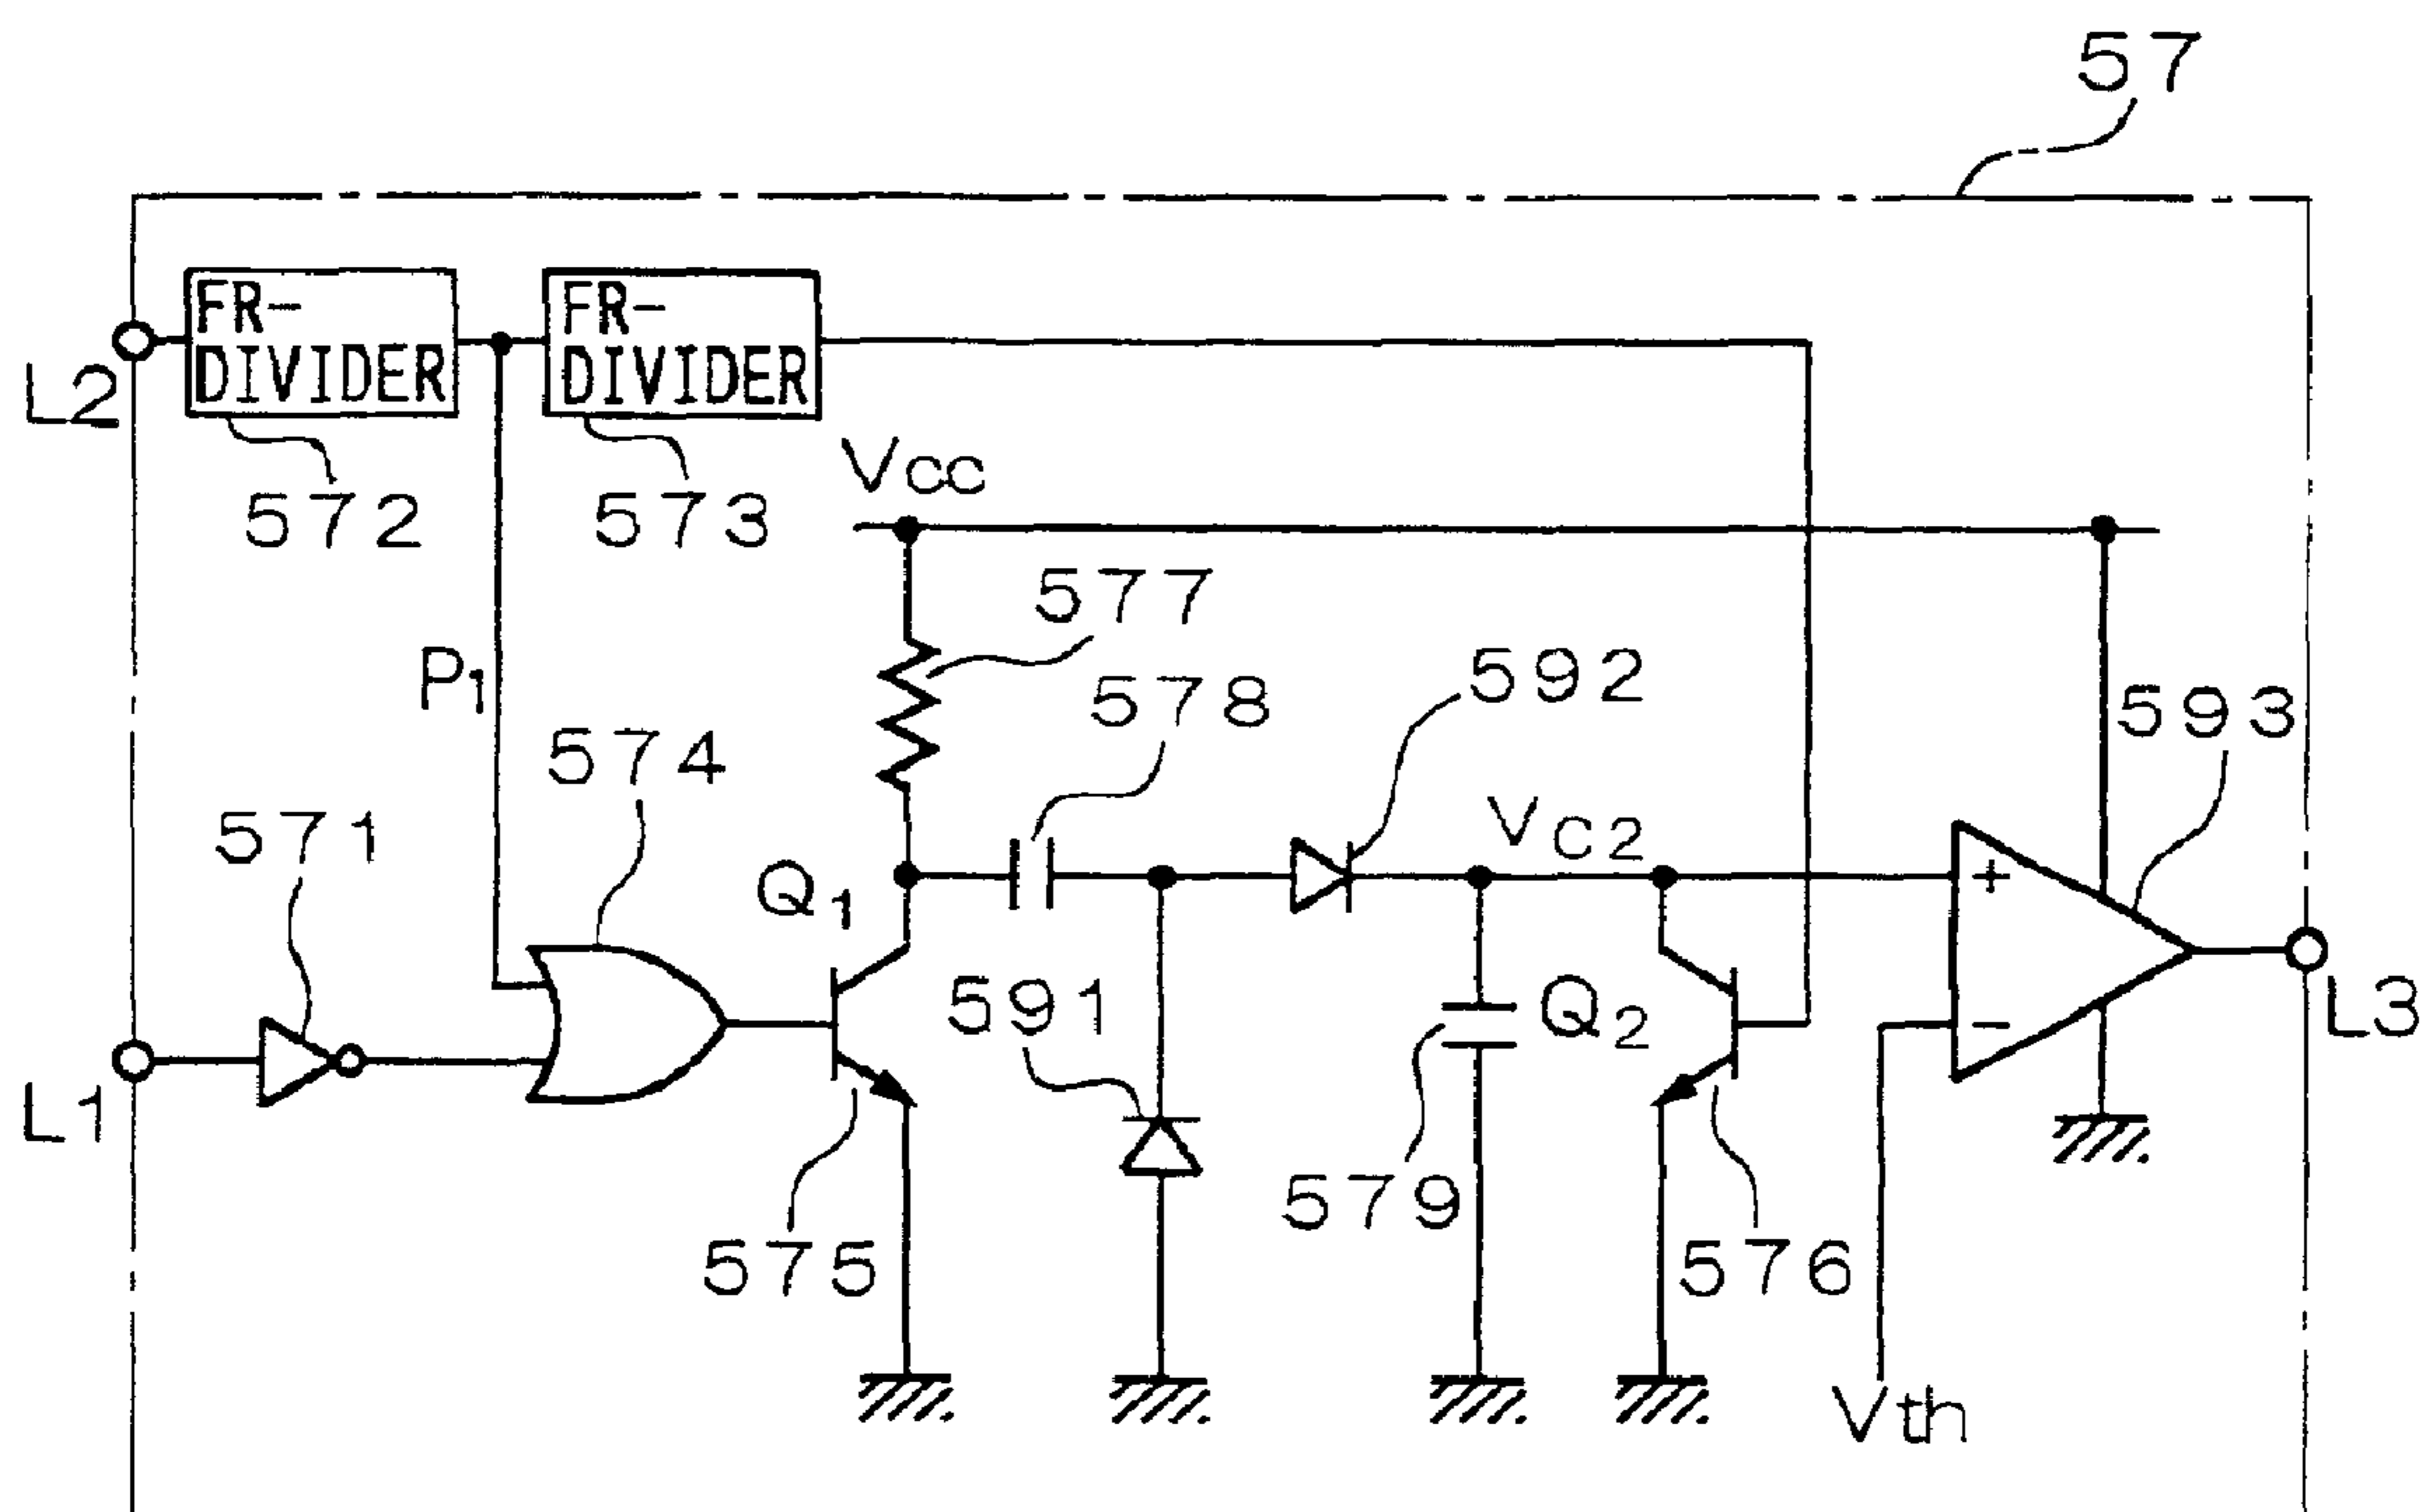 57
FR-
DIVIDER
FR-
DIVIDER
L2
572
573
Vcc
577
P1
578
592
593
574
571
Q1
VC2
591
Q2
L3
L1
579
575
576
Vth
+
−